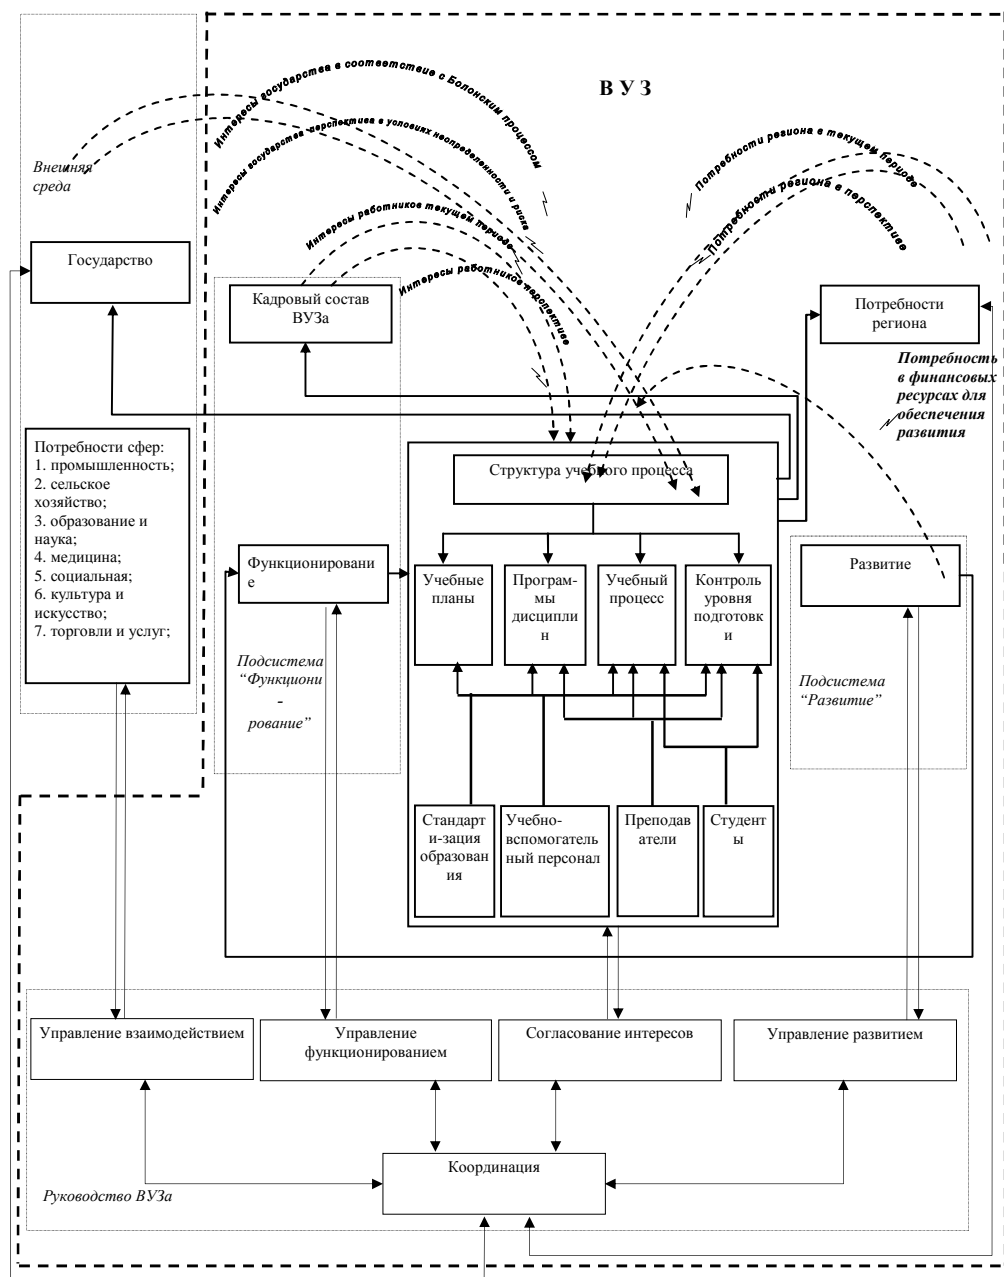 В У З
Интересы государства в соответствие с Болонским процессом
Интересы государства перспектива в условиях неопределенности и риска
Интересы работников текущем периоде
Интересы работников перспективе
Потребности региона в текущем периоде
Потребности региона в перспективе
Внешняя
среда
Государство
Кадровый состав
ВУЗа
Потребности
региона
Потребность
в финансовых
ресурсах для
обеспечения
развития
Потребности сфер:
1. промышленность;
2. сельское
хозяйство;
3. образование и
наука;
4. медицина;
5. социальная;
6. культура и
искусство;
7. торговли и услуг;
Структура учебного процесса
Функционировани
е
Учебные
планы
Програм-
мы
дисциплин
Учебный
процесс
Контроль
уровня
подготовк
и
Развитие
Подсистема
“Функциони
-
рование”
Подсистема
“Развитие”
Стандарт
и-зация
образован
ия
Учебно-
вспомогатель
ный персонал
Преподав
атели
Студент
ы
Управление взаимодействием
Управление
функционированием
Согласование интересов
Управление развитием
Координация
Руководство ВУЗа